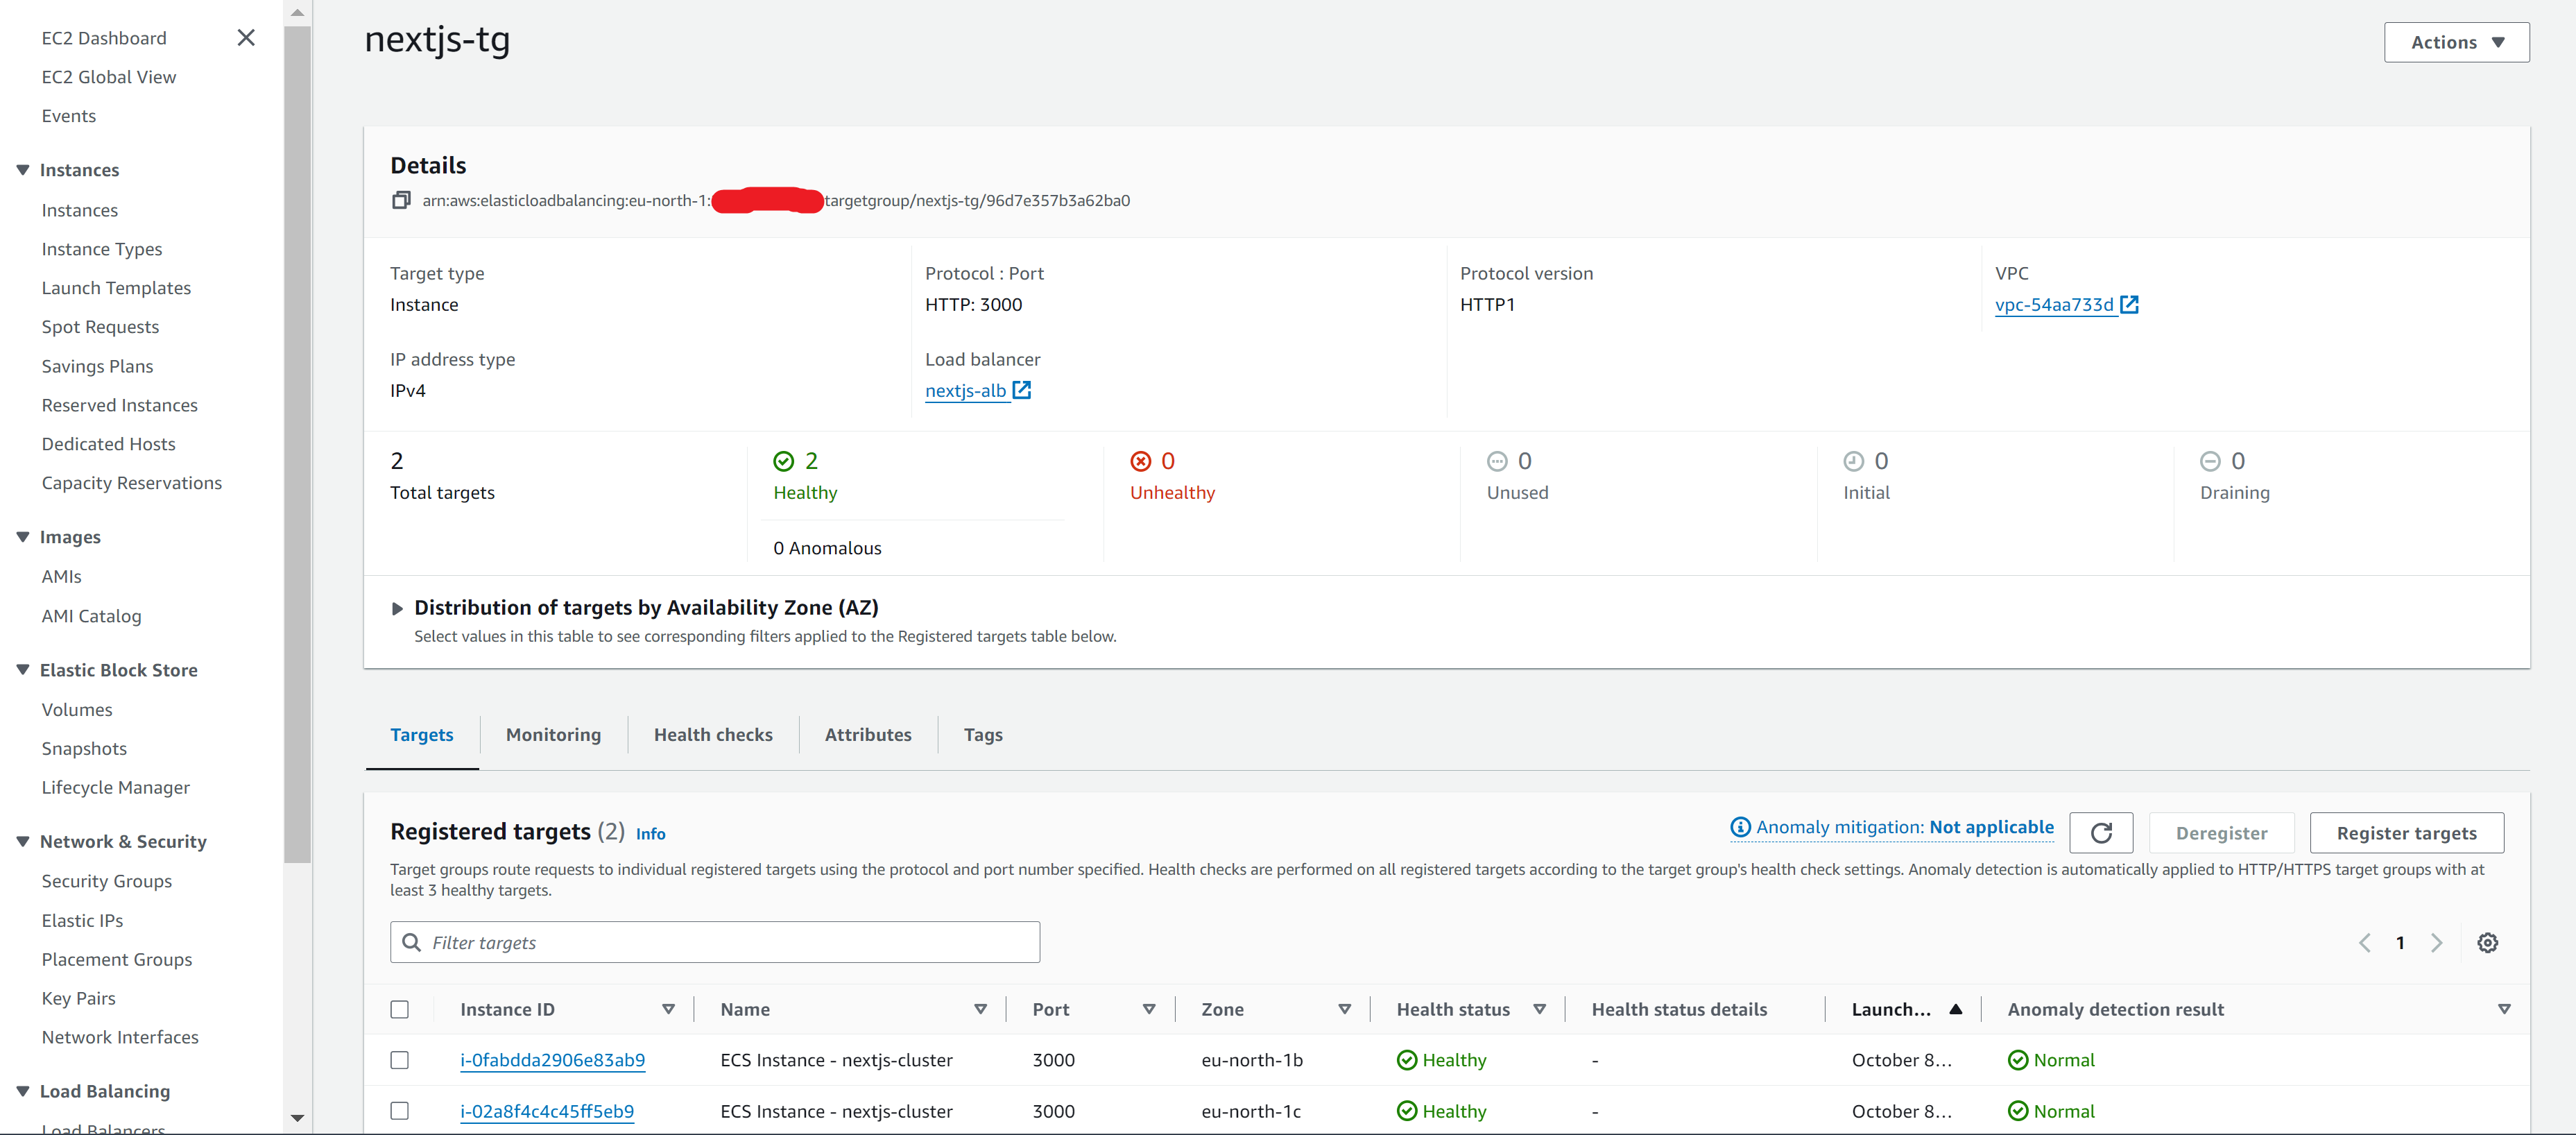 EC2 Dashboard
EC2 Global View
Events
Instances
Instances
Instance Types
Launch Templates
Spot Requests
Savings Plans
Reserved Instances
Dedicated Hosts
Capacity Reservations
Images
AMIs
AMI Catalog
Elastic Block Store
Volumes
Snapshots
Lifecycle Manager
Network & Security
Security Groups
Elastic IPs
Placement Groups
Key Pairs
Network Interfaces
Load Balancing
Load Balancers
nextjs-tg
Actions
Details
arn:aws:elasticloadbalancing:eu-north-1: targetgroup/nextjs-tg/96d7e357b3a62ba0
Target type
Instance
Protocol : Port
HTTP: 3000
Protocol version
HTTP1
VPC
vpc-54aa733d
IP address type
IPv4
Load balancer
nextjs-alb
2
Total targets
2
Healthy
0 Anomalous
0
Unhealthy
0
Unused
0
Initial
0
Draining
Distribution of targets by Availability Zone (AZ)
Select values in this table to see corresponding filters applied to the Registered targets table below.
Targets Monitoring Health checks Attributes Tags
Registered targets (2) Info
Anomaly mitigation: Not applicable
Deregister
Register targets
Target groups route requests to individual registered targets using the protocol and port number specified. Health checks are performed on all registered targets according to the target group's health check settings. Anomaly detection is automatically applied to HTTP/HTTPS target groups with at
least 3 healthy targets.
Filter targets
1
Instance ID Name Port Zone Health status Health status details Launch... Anomaly detection result
i-0fabdda2906e83ab9 ECS Instance - nextjs-cluster 3000 eu-north-1b Healthy - October 8... Normal
i-02a8f4c4c45ff5eb9 ECS Instance - nextjs-cluster 3000 eu-north-1c Healthy - October 8... Normal